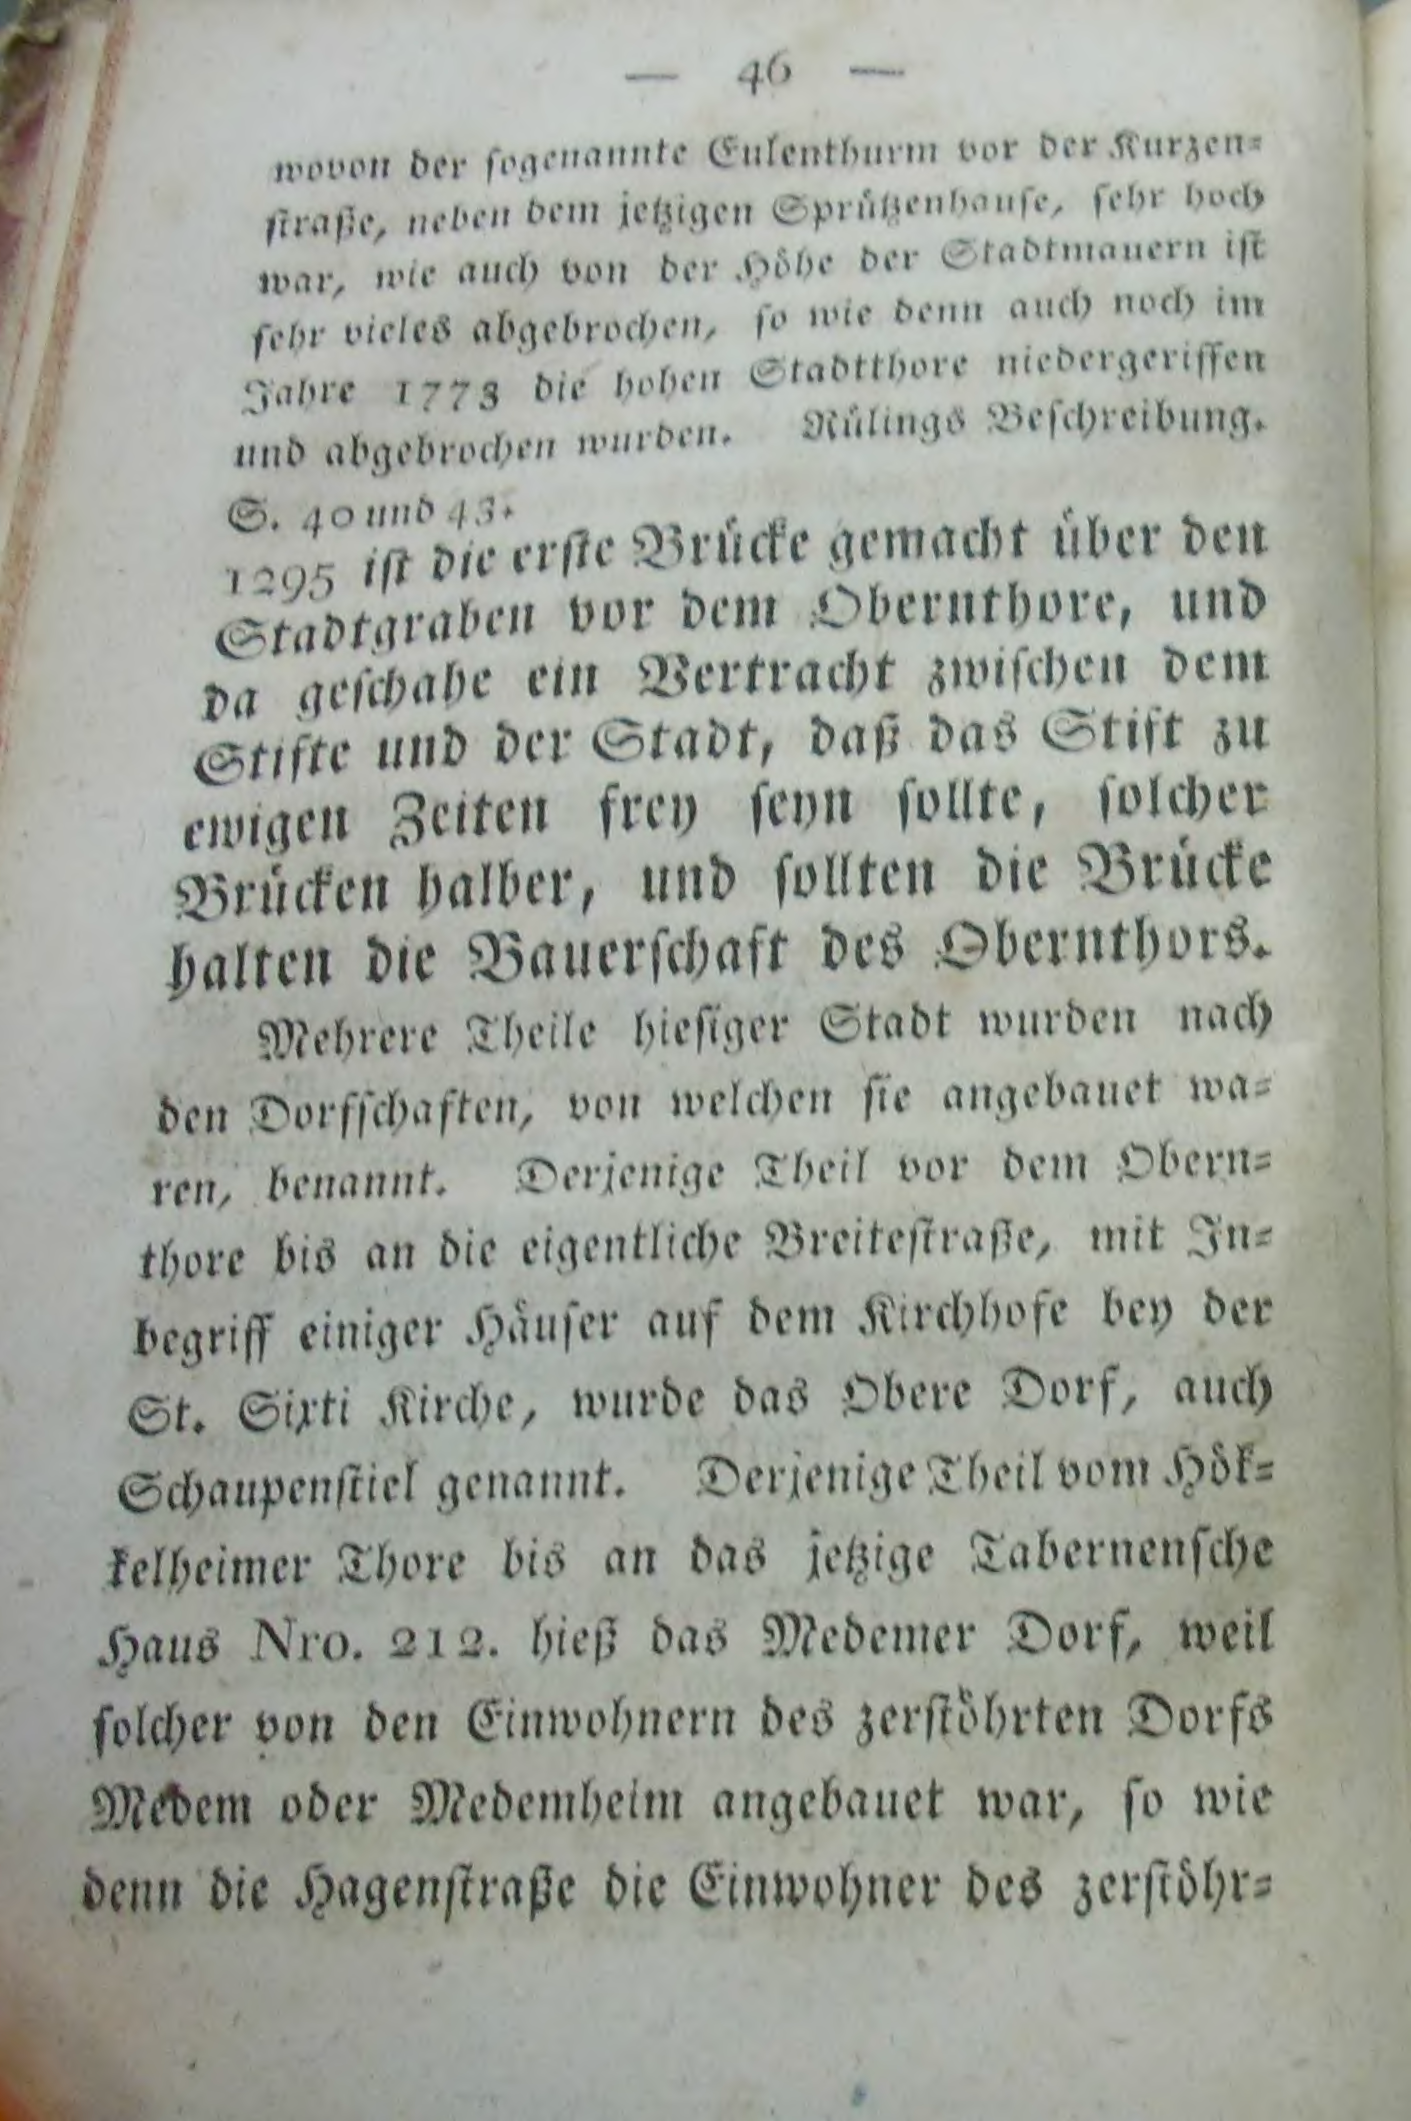 — 46 —
wovon der sogenannte Eulenthurm vor der Kurzen-
straße, neben dem jetzigen Sprützenhause, sehr hoch
war, wie auch von der Höhe der Stadtmauern ist
sehr vieles abgebrochen, so wie denn auch noch im
Jahre 1773 die hohen Stadtthore niedergerissen
und abgebrochen wurden. Rülings Beschreibung.
S. 40 und 43.
1295 ist die erste Brücke gemacht über den
Stadtgraben vor dem Obernthore, und
da geschahe ein Vertracht zwischen dem
Stifte und der Stadt, daß das Stift zu
ewigen Zeiten frey seyn sollte, solcher
Brücken halber, und sollten die Brücke
halten die Bauerschaft des Obernthors.
Mehrere Theile hiesiger Stadt wurden nach
den Dorfschaften, von welchen sie angebauet wa-
ren, benannt. Derjenige Theil vor dem Obern-
thore bis an die eigentliche Breitestraße, mit In-
begriff einiger Häuser auf dem Kirchhofe bey der
St. Sixti Kirche, wurde das Obere Dorf, auch
Schaupenstiel genannt. Derjenige Theil vom Hök-
kelheimer Thore bis an das jetzige Tabernensche
Haus Nro. 212. hieß das Medemer Dorf, weil
solcher von den Einwohnern des zerstöhrten Dorfs
Medem oder Medemheim angebauet war, so wie
denn die Hagenstraße die Einwohner des zerstöhr-